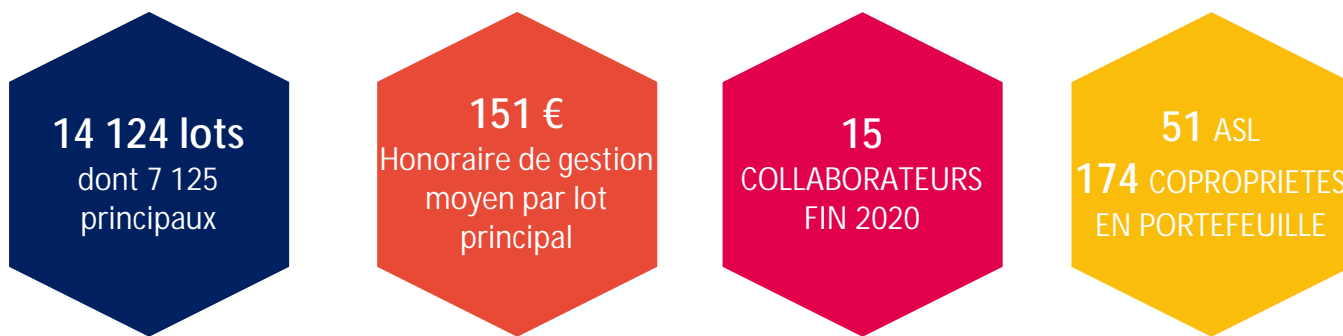 14 124 lots
dont 7 125
principaux
151 €
Honoraire de gestion
moyen par lot
principal
15
COLLABORATEURS
FIN 2020
51 ASL
174 COPROPRIETES
EN PORTEFEUILLE